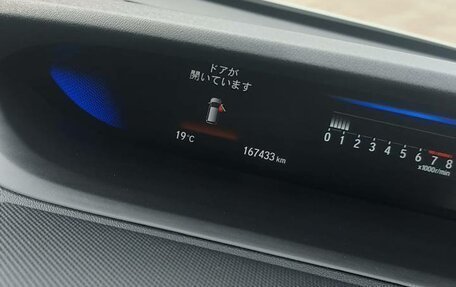 ドアが
開いています
19°C
167433 km
0 1 2 3 4 5 6 7 8
x1000r/min